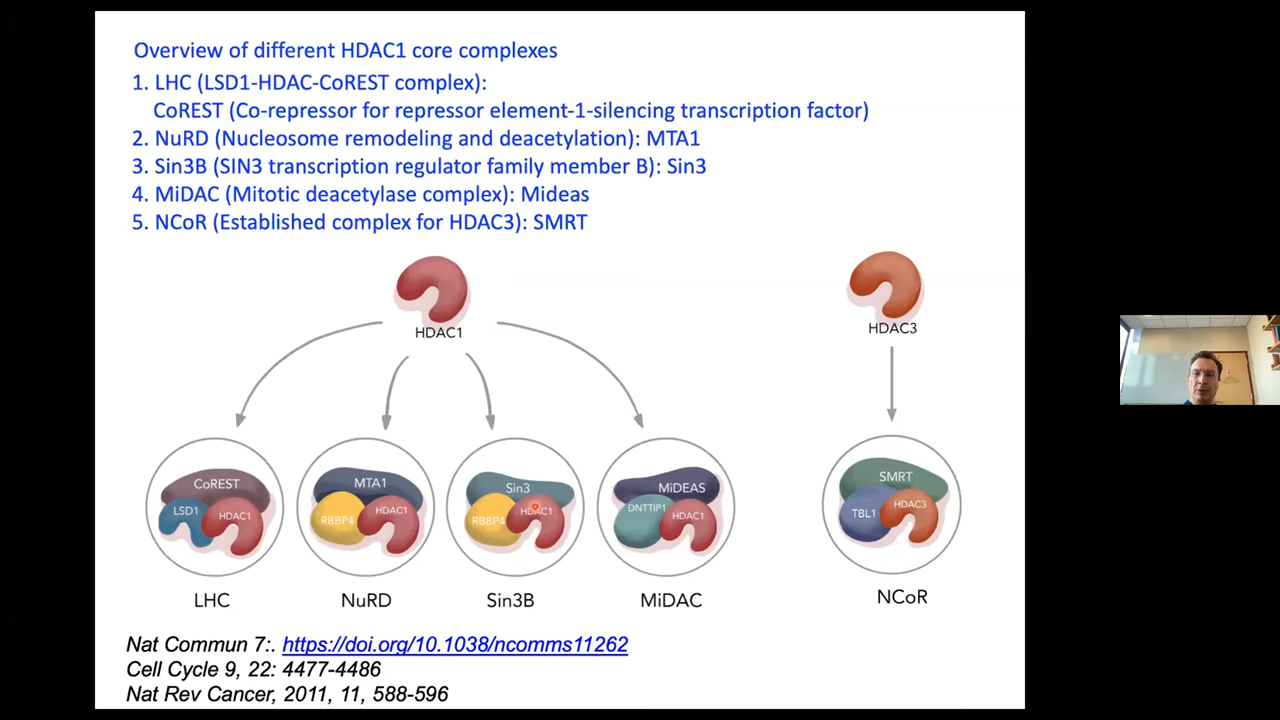 Overview of different HDAC1 core complexes
1. LHC (LSD1-HDAC-CoREST complex):
CoREST (Co-repressor for repressor element-1-silencing transcription factor)
2. NuRD (Nucleosome remodeling and deacetylation): MTA1
3. Sin3B (SIN3 transcription regulator family member B): Sin3
4. MiDAC (Mitotic deacetylase complex): Mideas
5. NCoR (Established complex for HDAC3): SMRT
HDAC1
HDAC3
CoREST
LSD1
HDAC1
MTA1
RBBP4
HDAC1
Sin3
RBBP4
HDAC1
MiDEAS
DNTTIP1
HDAC1
SMRT
TBL1
HDAC3
LHC
NuRD
Sin3B
MiDAC
NCoR
Nat Commun 7:. https://doi.org/10.1038/ncomms11262
Cell Cycle 9, 22: 4477-4486
Nat Rev Cancer, 2011, 11, 588-596